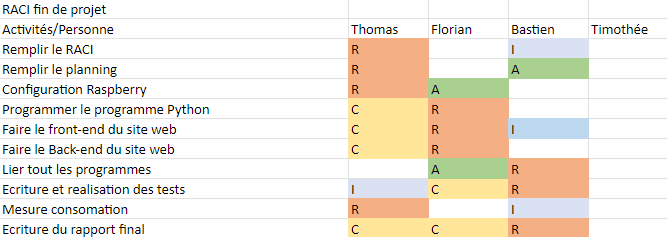 RACI fin de projet
Activités/Personne Thomas Florian Bastien Timothée
Remplir le RACI R I
Remplir le planning R A
Configuration Raspberry R A
Programmer le programme Python C R
Faire le front-end du site web C R I
Faire le Back-end du site web C R
Lier tout les programmes A R
Ecriture et realisation des tests I C R
Mesure consomation R I
Ecriture du rapport final C C R